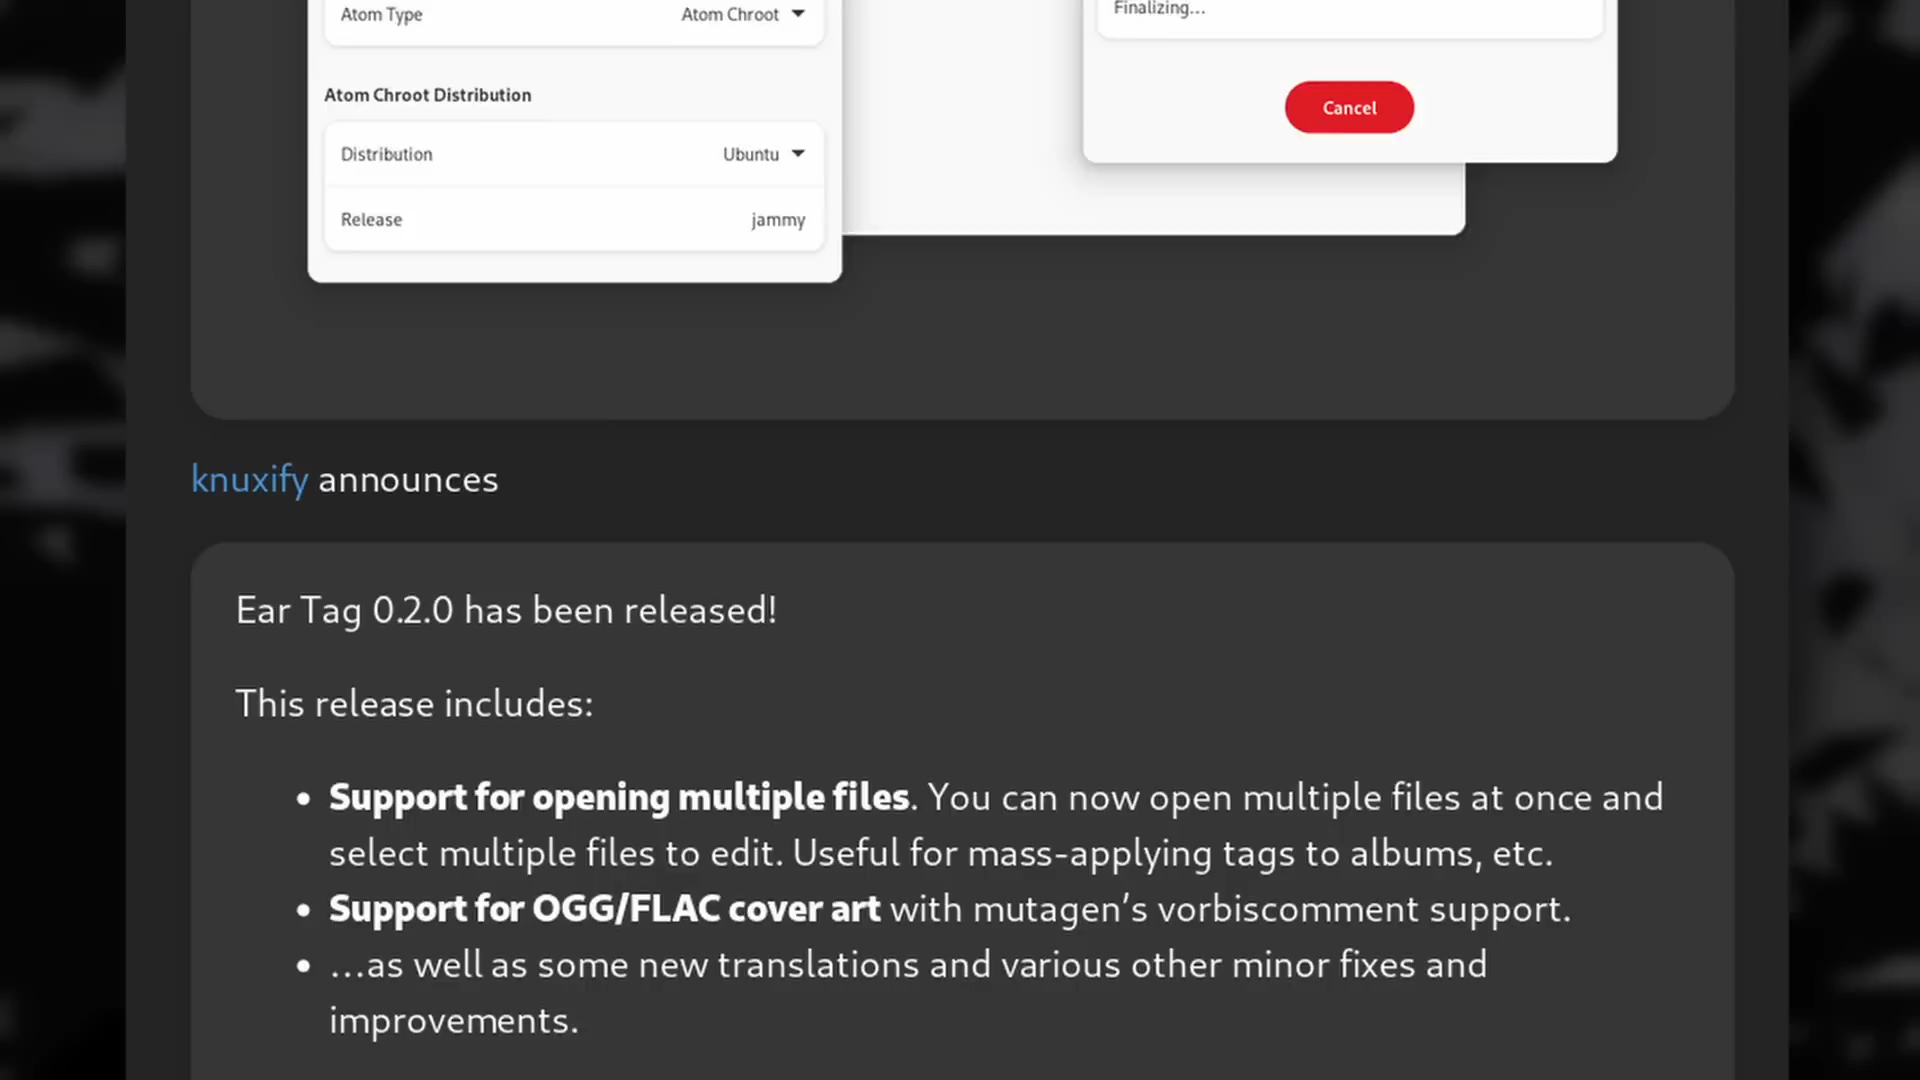 Atom Type Atom Chroot
Finalizing...
Atom Chroot Distribution
Cancel
Distribution Ubuntu
Release jammy
knuxify announces
Ear Tag 0.2.0 has been released!
This release includes:
• Support for opening multiple files. You can now open multiple files at once and
select multiple files to edit. Useful for mass-applying tags to albums, etc.
• Support for OGG/FLAC cover art with mutagen’s vorbiscomment support.
• …as well as some new translations and various other minor fixes and
improvements.